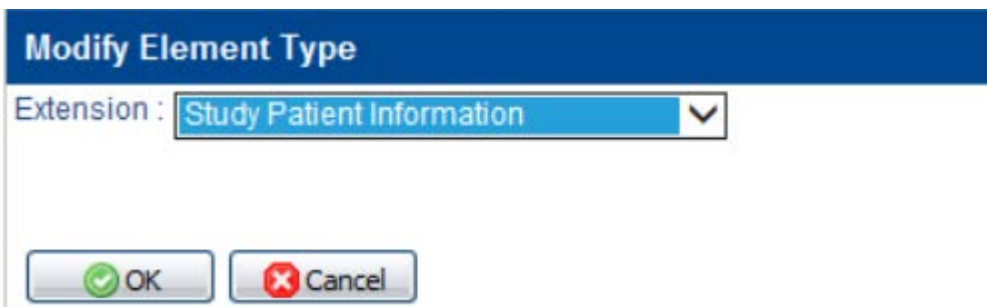 Modify Element Type
Extension : Study Patient Information
OK Cancel